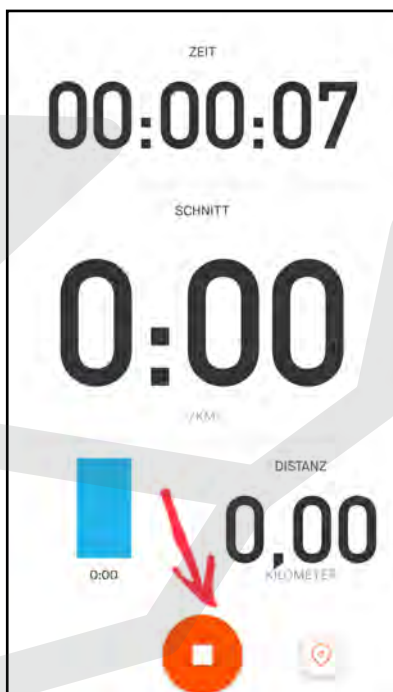 ZEIT
00:00:07
SCHNITT
0:00
/KM
0:00
DISTANZ
0,00
KILOMETER